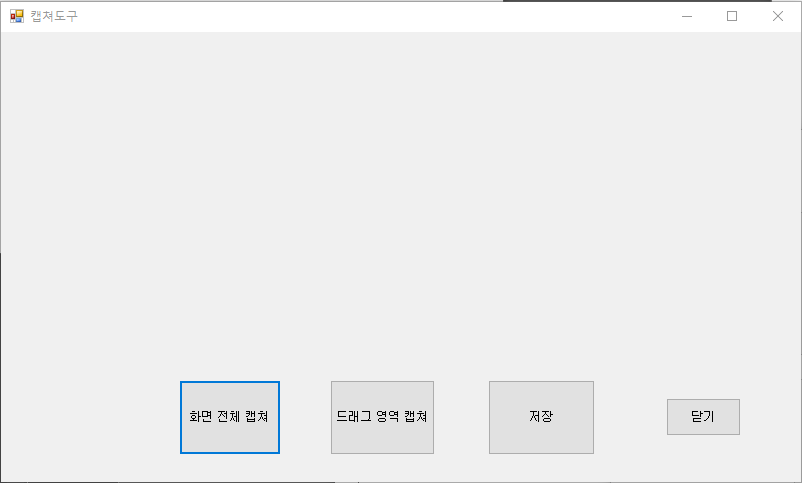 캡쳐도구
화면 전체 캡쳐
드래그 영역 캡쳐
저장
닫기